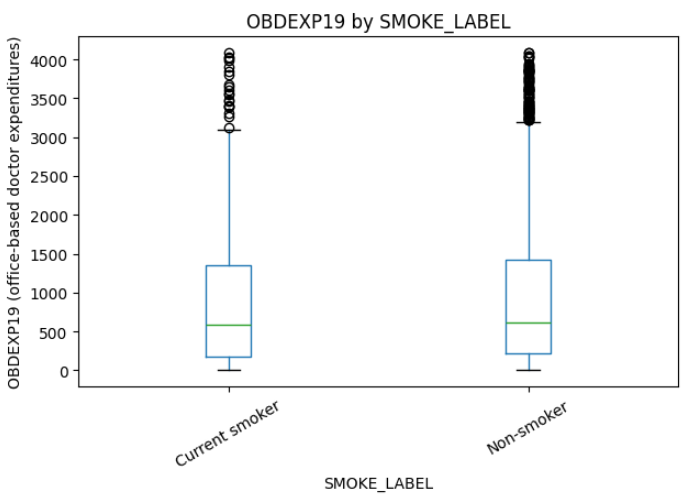 OBDEXP19 by SMOKE_LABEL
OBDEXP19 (office-based doctor expenditures)
4000
3500
3000
2500
2000
1500
1000
500
0
Current smoker
Non-smoker
SMOKE_LABEL